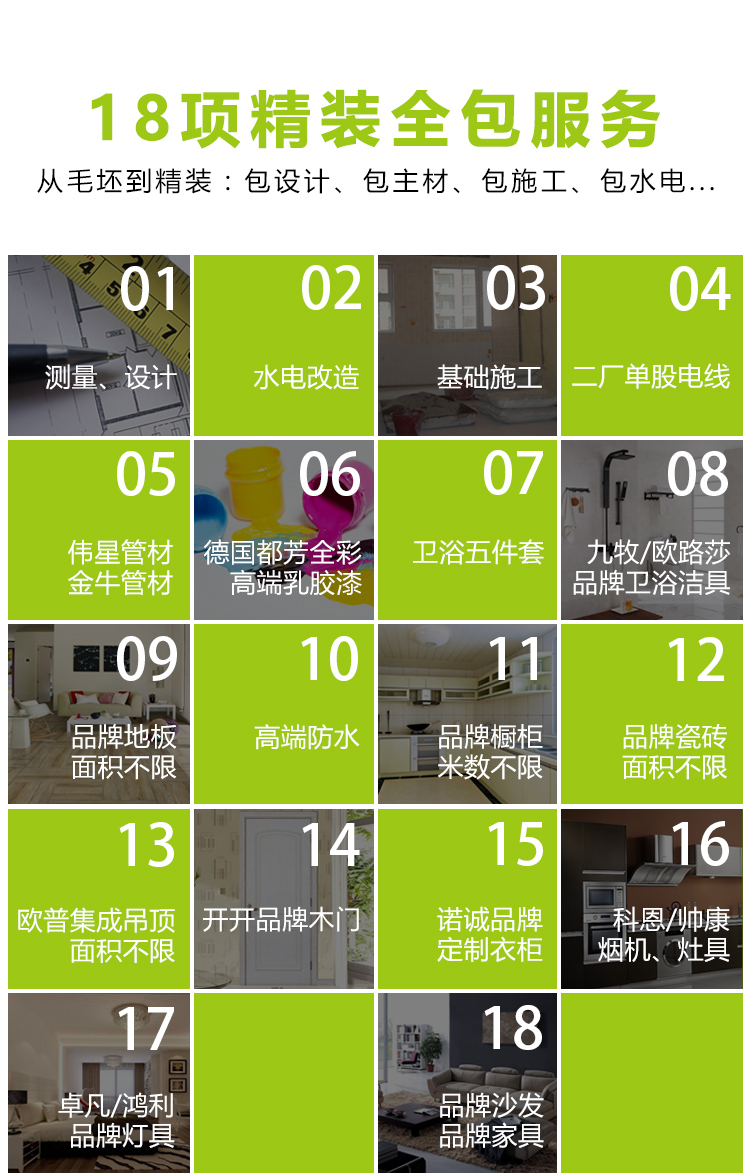 18项精装全包服务
从毛坯到精装：包设计、包主材、包施工、包水电...
01
测量、设计
02
水电改造
03
基础施工
04
二厂单股电线
05
伟星管材
金牛管材
06
德国都芳全彩
高端乳胶漆
07
卫浴五件套
08
九牧/欧路莎
品牌卫浴洁具
09
品牌地板
面积不限
10
高端防水
11
品牌橱柜
米数不限
12
品牌瓷砖
面积不限
13
欧普集成吊顶
面积不限
14
开开品牌木门
15
诺诚品牌
定制衣柜
16
科恩/帅康
烟机、灶具
17
卓凡/鸿利
品牌灯具
18
品牌沙发
品牌家具